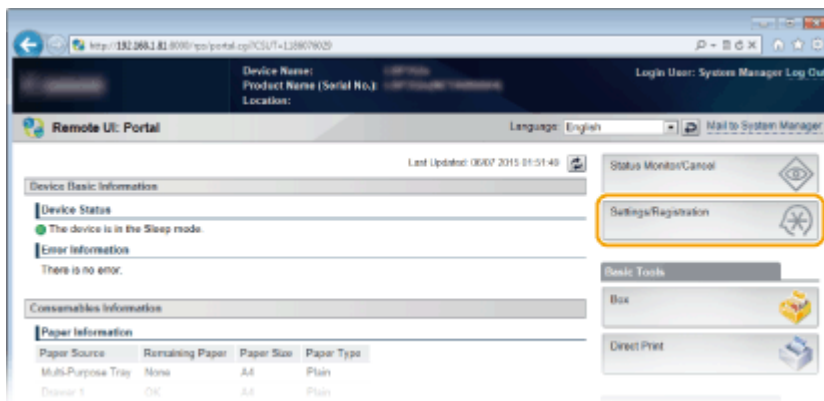 http://192.168.1.81:8000/rps/portal.cgi?CSUT=1188078029
Device Name:
Product Name (Serial No.):
Location:
Login User: System Manager Log Out
Remote UI: Portal
Language: English
Mail to System Manager
Last Updated: 06/07 2015 01:51:49
Device Basic Information
Device Status
The device is in the Sleep mode.
Error Information
There is no error.
Consumables Information
Paper Information
Paper Source Remaining Paper Paper Size Paper Type
Multi-Purpose Tray None A4 Plain
Drawer 1 OK A4 Plain
Status Monitor/Cancel
Settings/Registration
Basic Tools
Box
Direct Print